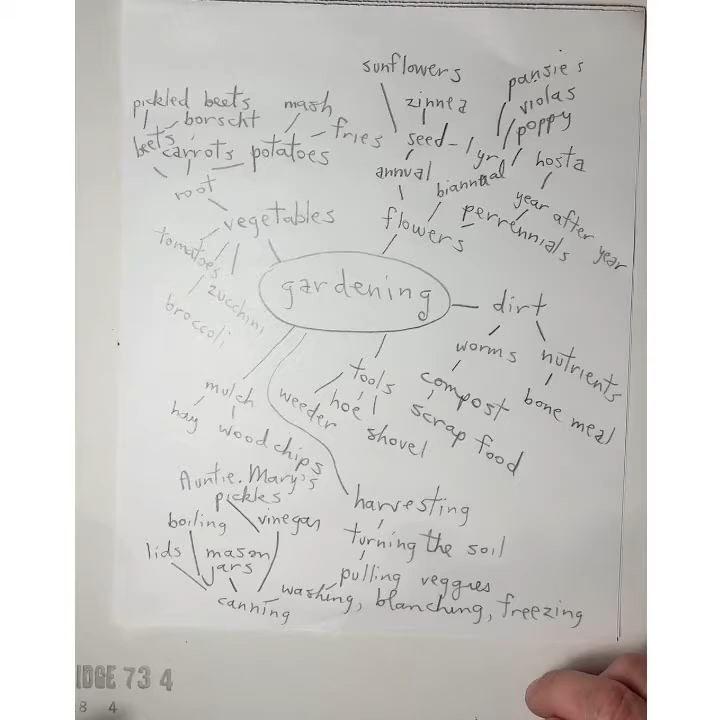 sunflowers
pansies
zinnea
violas
pickled beets
mash
poppy
borscht
fries
seed - 1 yr
hosta
beets
carrots
potatoes
annual
biannual
year after year
root
vegetables
flowers
perrennials
tomatoes
zucchini
broccoli
gardening
dirt
worms
nutrients
tools
compost
bone meal
mulch
weeder
hoe
scrap food
hay
wood chips
shovel
Auntie Mary's
pickles
harvesting
boiling
vinegar
turning the soil
lids
mason
jars
pulling veggies
canning
washing, blanching, freezing
IDGE 73 4
8 4